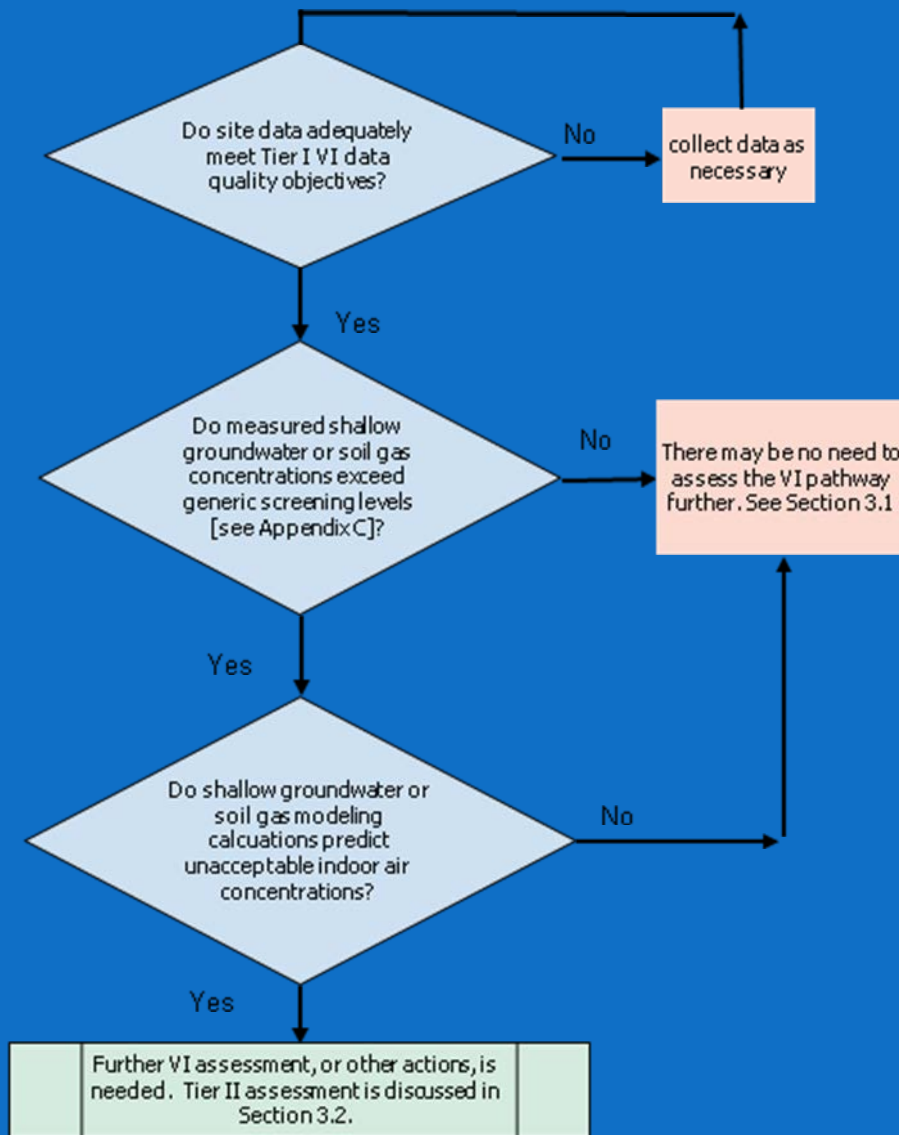 Do site data adequately
meet Tier I VI data
quality objectives?
No
collect data as
necessary
Yes
Do measured shallow
groundwater or soil gas
concentrations exceed
generic screening levels
[see Appendix C]?
No
There may be no need to
assess the VI pathway
further. See Section 3.1
Yes
Do shallow groundwater or
soil gas modeling
calcuations predict
unacceptable indoor air
concentrations?
No
Yes
Further VI assessment, or other actions, is
needed. Tier II assessment is discussed in
Section 3.2.